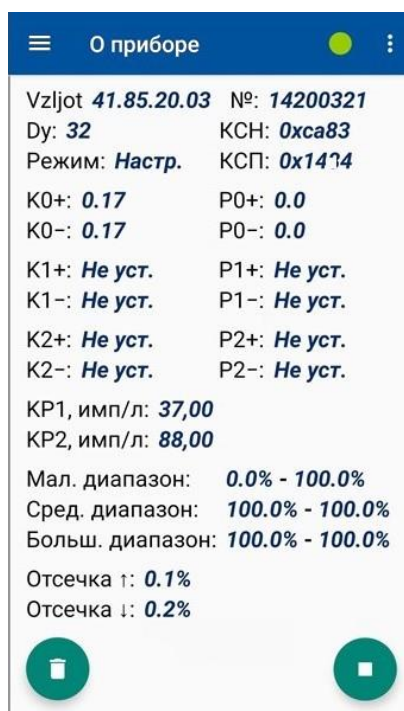 О приборе
Vzljot 41.85.20.03 №: 14200321
Dy: 32 КСН: 0xca83
Режим: Настр. КСП:
K0+: 0.17 P0+: 0.0
K0−: 0.17 P0−: 0.0
K1+: Не уст. P1+: Не уст.
K1−: Не уст. P1−: Не уст.
K2+: Не уст. P2+: Не уст.
K2−: Не уст. P2−: Не уст.
KP1, имп/л: 37,00
KP2, имп/л: 88,00
Мал. диапазон: 0.0% - 100.0%
Сред. диапазон: 100.0% - 100.0%
Больш. диапазон: 100.0% - 100.0%
Отсечка ↑: 0.1%
Отсечка ↓: 0.2%